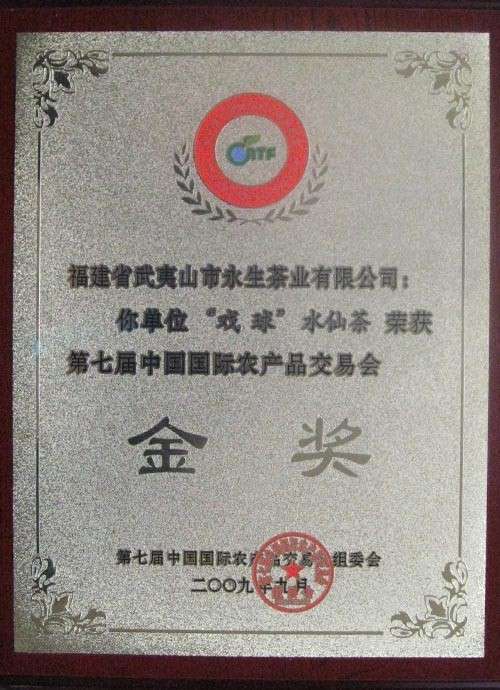 福建省武夷山市永生茶业有限公司：
你单位“戏球”水仙茶 荣获
第七届中国国际农产品交易会
金 奖
第七届中国国际农产品交易 组委会
二〇〇九年九月